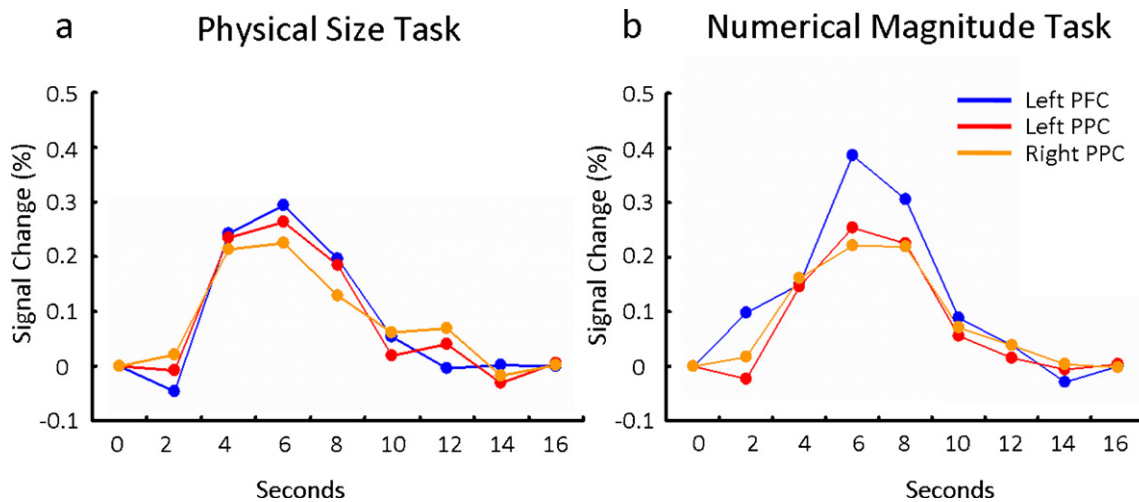 a Physical Size Task
b Numerical Magnitude Task
Signal Change (%)
0.5
0.4
0.3
0.2
0.1
0
-0.1
0 2 4 6 8 10 12 14 16
Seconds
Signal Change (%)
0.5
0.4
0.3
0.2
0.1
0
-0.1
Left PFC
Left PPC
Right PPC
0 2 4 6 8 10 12 14 16
Seconds